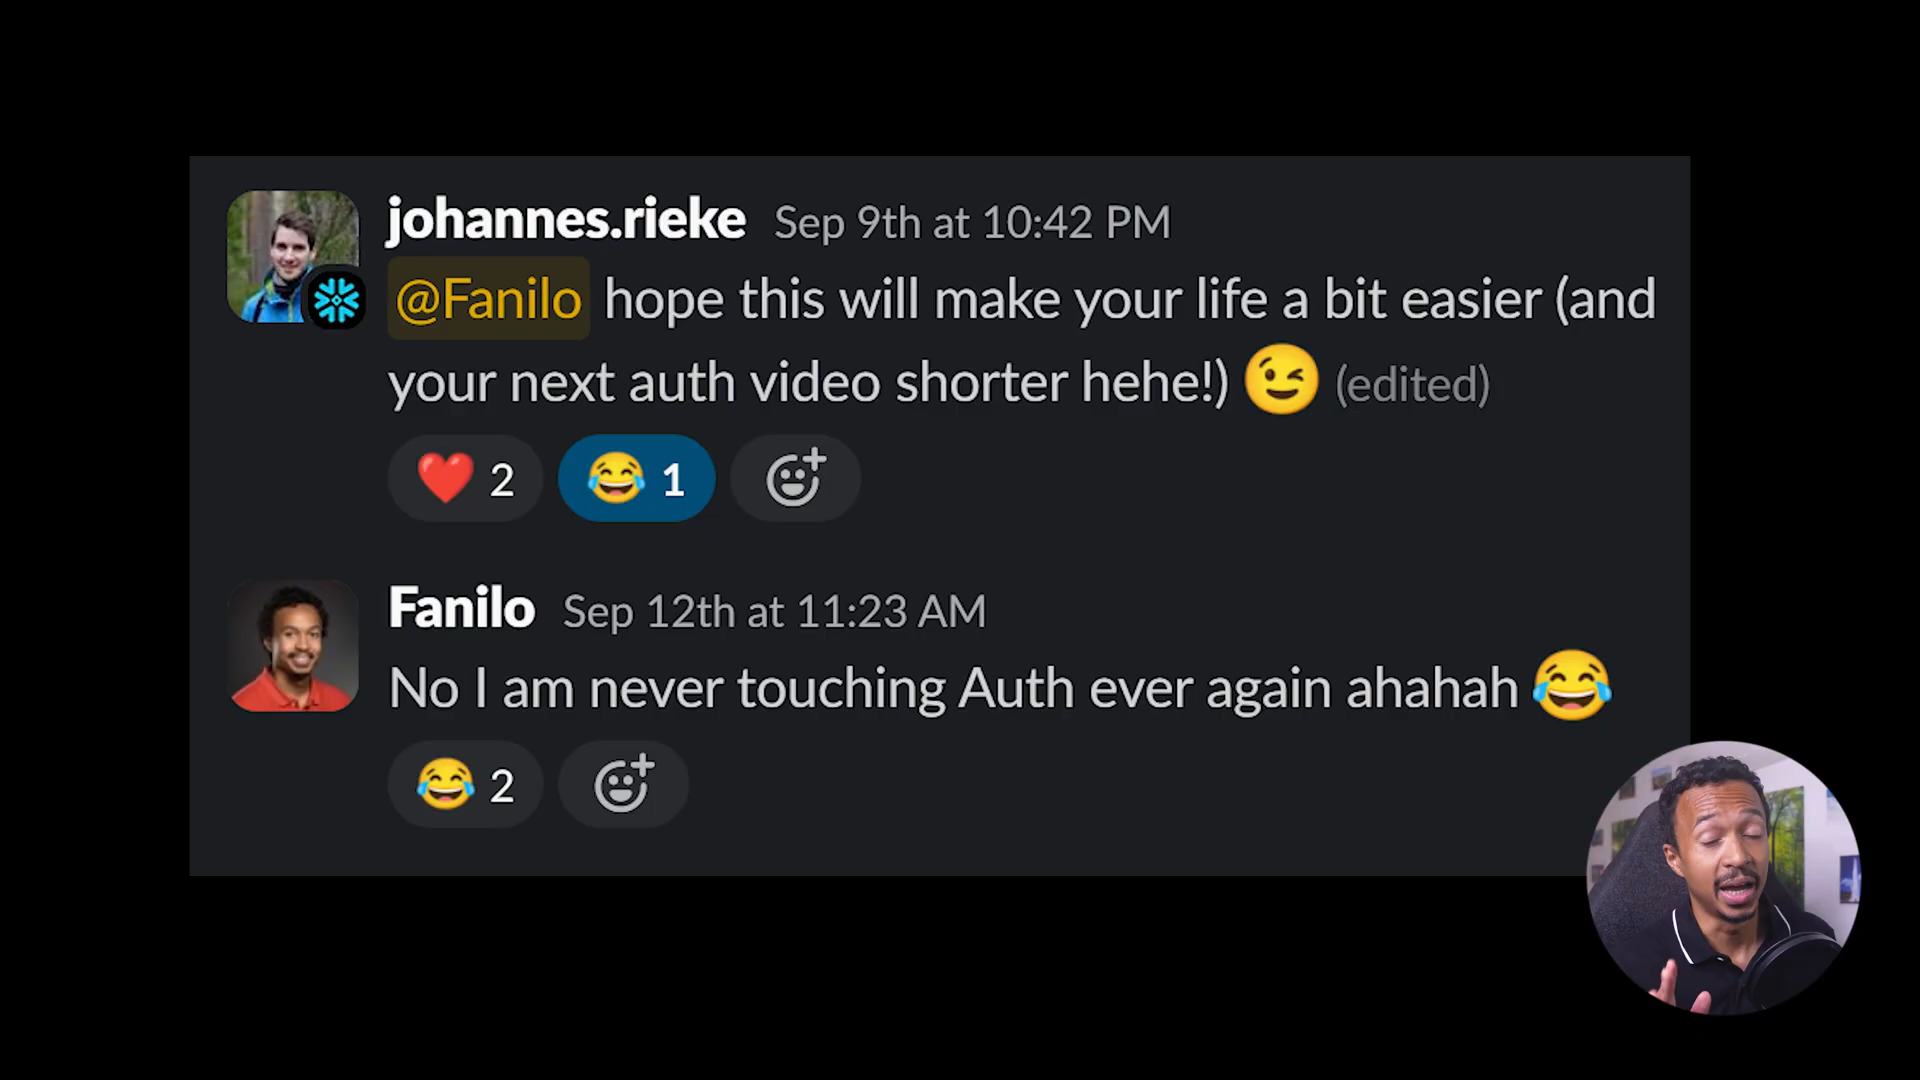 johannes.rieke Sep 9th at 10:42 PM
@Fanilo hope this will make your life a bit easier (and
your next auth video shorter hehe!) 😉 (edited)
❤️ 2 😂 1
Fanilo Sep 12th at 11:23 AM
No I am never touching Auth ever again ahahah 😂
😂 2